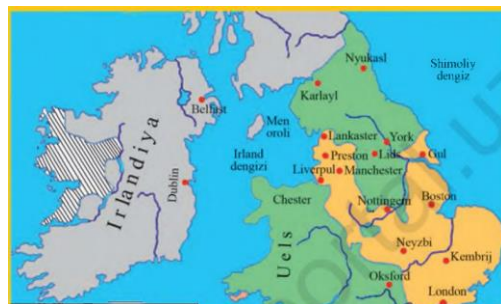 Nyukasl
Shimoliy
dengiz
Karlayl
Belfast
Men
oroli
Lankaster
York
Irland
dengizi
Preston
Lids
Gul
Liverpul
Manchester
Irlandiya
Dublin
Chester
Nottingem
Boston
Uels
Neyzbi
Kembrij
Oksford
London